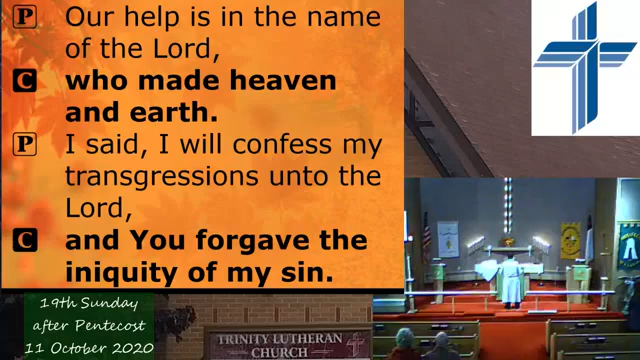 P Our help is in the name
of the Lord,
C who made heaven
and earth.
P I said, I will confess my
transgressions unto the
Lord,
C and You forgave the
iniquity of my sin.
19th Sunday
after Pentecost
11 October 2020
TRINITY LUTHERAN
CHURCH